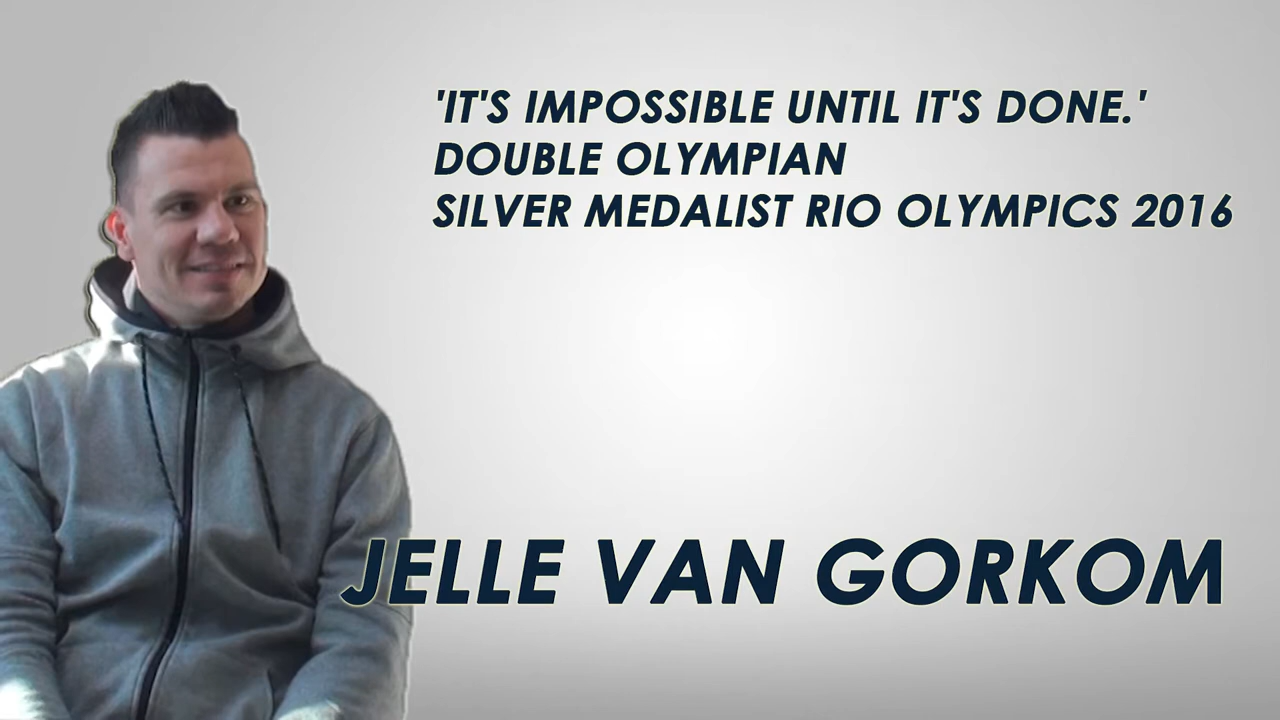 'IT'S IMPOSSIBLE UNTIL IT'S DONE.'
DOUBLE OLYMPIAN
SILVER MEDALIST RIO OLYMPICS 2016
JELLE VAN GORKOM